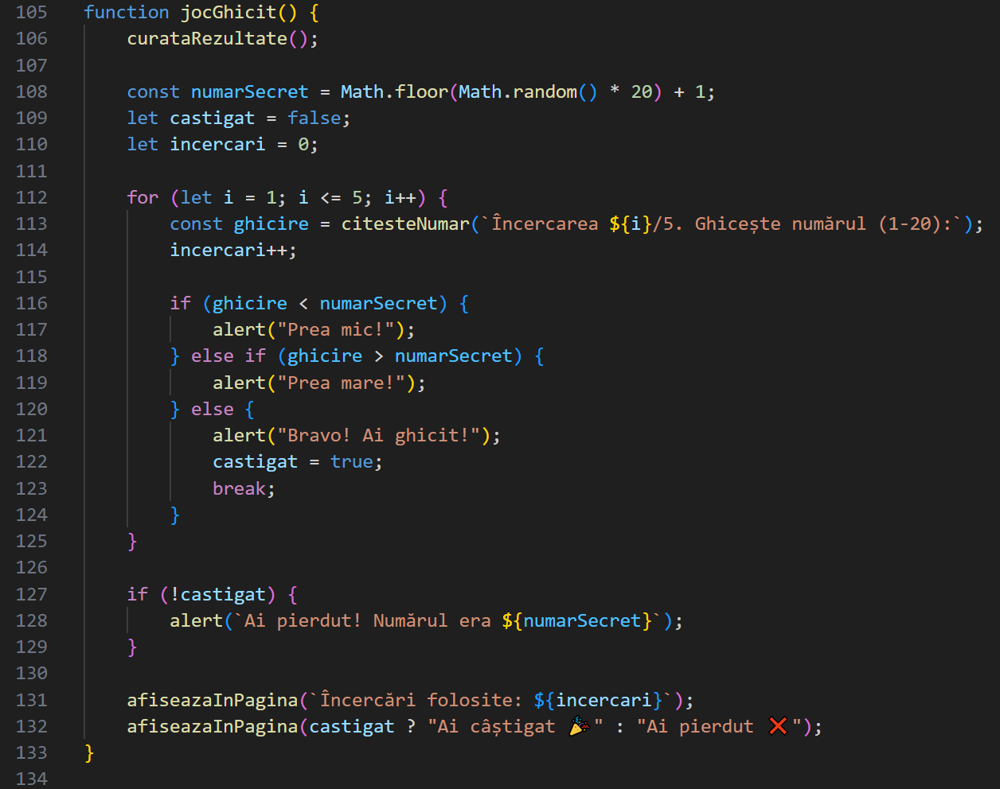 105 function jocGhicit() {
106     curataRezultate();
107
108     const numarSecret = Math.floor(Math.random() * 20) + 1;
109     let castigat = false;
110     let incercari = 0;
111
112     for (let i = 1; i <= 5; i++) {
113         const ghicire = citesteNumar(`Încercarea ${i}/5. Ghicește numărul (1-20):`);
114         incercari++;
115
116         if (ghicire < numarSecret) {
117             alert("Prea mic!");
118         } else if (ghicire > numarSecret) {
119             alert("Prea mare!");
120         } else {
121             alert("Bravo! Ai ghicit!");
122             castigat = true;
123             break;
124         }
125     }
126
127     if (!castigat) {
128         alert(`Ai pierdut! Numărul era ${numarSecret}`);
129     }
130
131     afiseazaInPagina(`Încercări folosite: ${incercari}`);
132     afiseazaInPagina(castigat ? "Ai câștigat 🎉" : "Ai pierdut ❌");
133 }
134